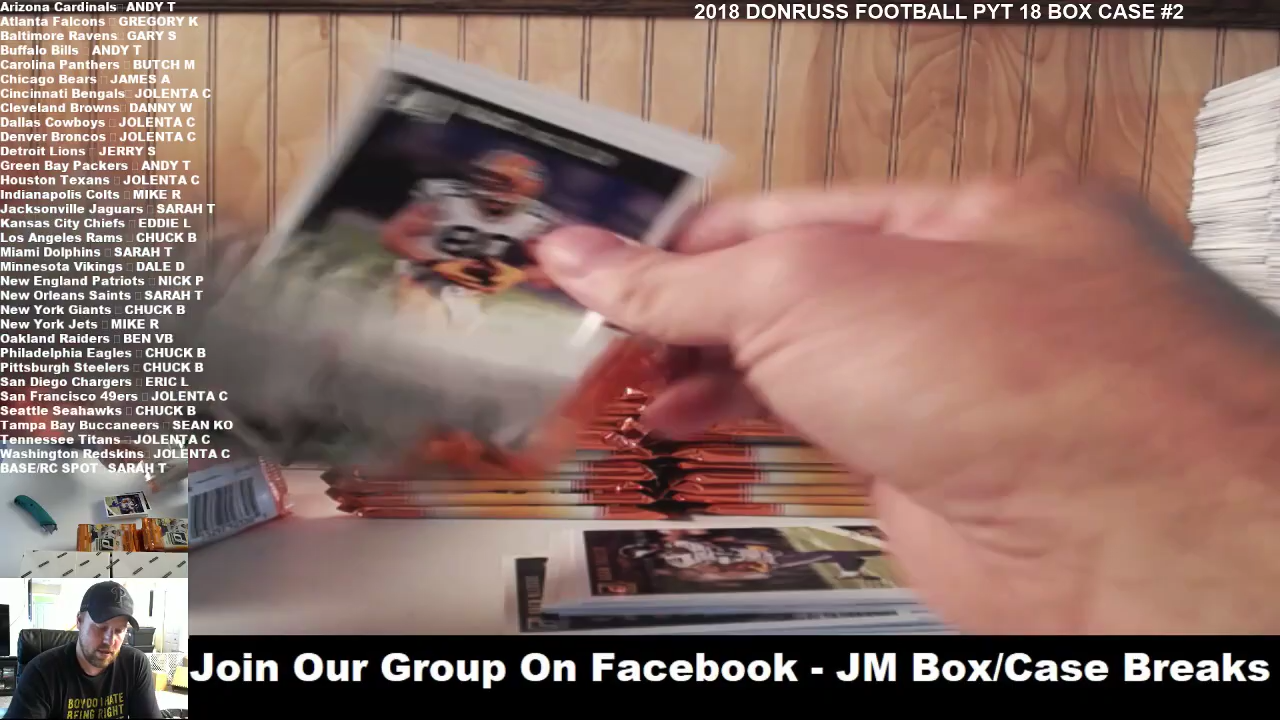 2018 DONRUSS FOOTBALL PYT 18 BOX CASE #2
Arizona Cardinals ANDY T
Atlanta Falcons GREGORY K
Baltimore Ravens GARY S
Buffalo Bills ANDY T
Carolina Panthers BUTCH M
Chicago Bears JAMES A
Cincinnati Bengals JOLENTA C
Cleveland Browns DANNY W
Dallas Cowboys JOLENTA C
Denver Broncos JOLENTA C
Detroit Lions JERRY S
Green Bay Packers ANDY T
Houston Texans JOLENTA C
Indianapolis Colts MIKE R
Jacksonville Jaguars SARAH T
Kansas City Chiefs EDDIE L
Los Angeles Rams CHUCK B
Miami Dolphins SARAH T
Minnesota Vikings DALE D
New England Patriots NICK P
New Orleans Saints SARAH T
New York Giants CHUCK B
New York Jets MIKE R
Oakland Raiders BEN VB
Philadelphia Eagles CHUCK B
Pittsburgh Steelers CHUCK B
San Diego Chargers ERIC L
San Francisco 49ers JOLENTA C
Seattle Seahawks CHUCK B
Tampa Bay Buccaneers SEAN KO
Tennessee Titans JOLENTA C
Washington Redskins JOLENTA C
BASE/RC SPOT SARAH T
BOY DO I HATE
BEING RIGHT
Join Our Group On Facebook - JM Box/Case Breaks